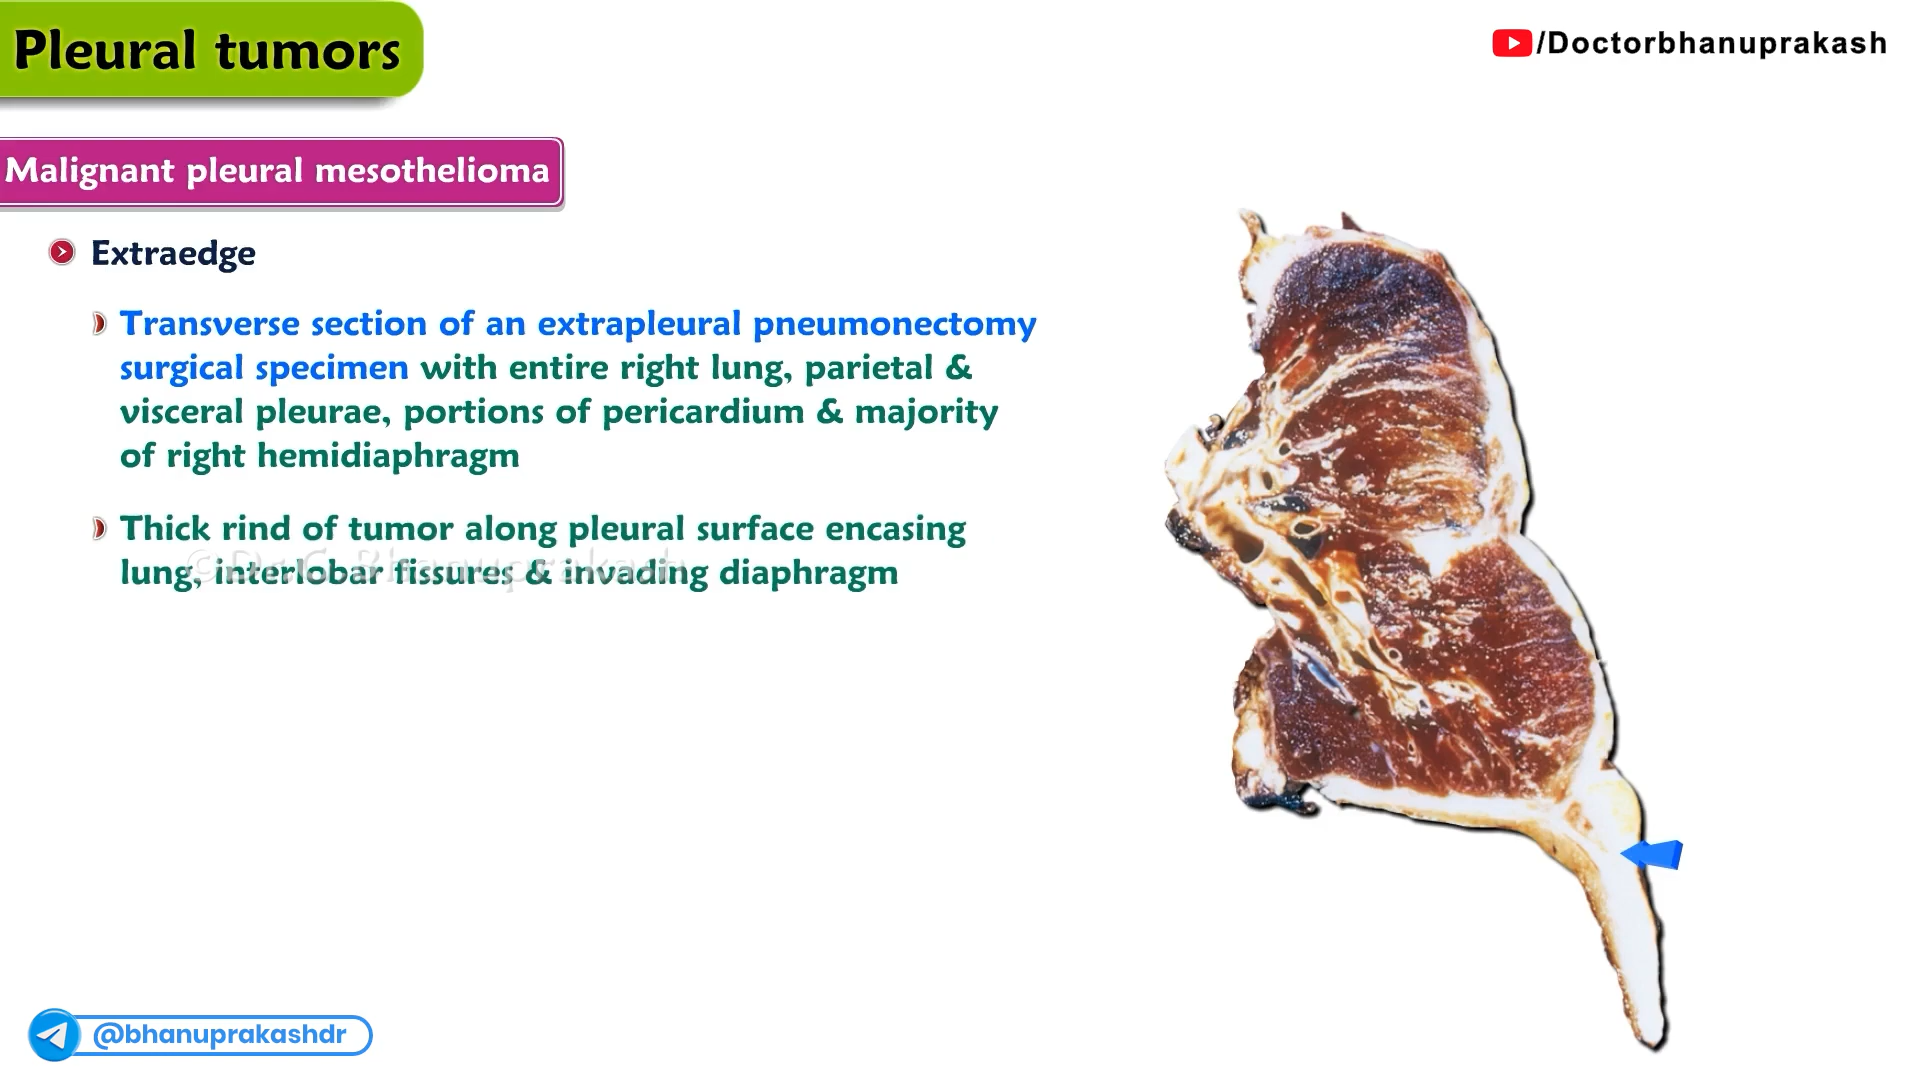 Pleural tumors
/Doctorbhanuprakash
Malignant pleural mesothelioma
Extraedge
Transverse section of an extrapleural pneumonectomy
surgical specimen with entire right lung, parietal &
visceral pleurae, portions of pericardium & majority
of right hemidiaphragm
Thick rind of tumor along pleural surface encasing
lung, interlobar fissures & invading diaphragm
©Dr.G.Bhanuprakash
@bhanuprakashdr